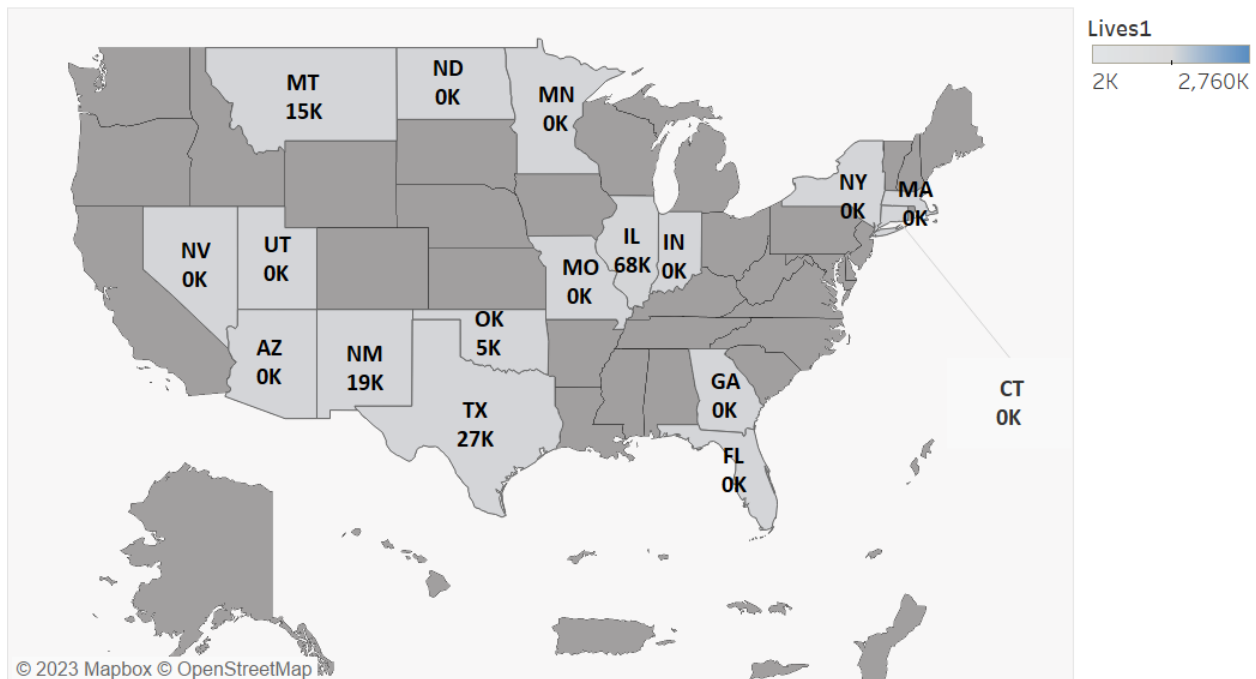 Lives1
2K 2,760K
MT
15K
ND
0K
MN
0K
NY
0K
MA
0K
NV
0K
UT
0K
IL
68K
IN
0K
MO
0K
OK
5K
AZ
0K
NM
19K
TX
27K
GA
0K
CT
0K
FL
0K
© 2023 Mapbox © OpenStreetMap